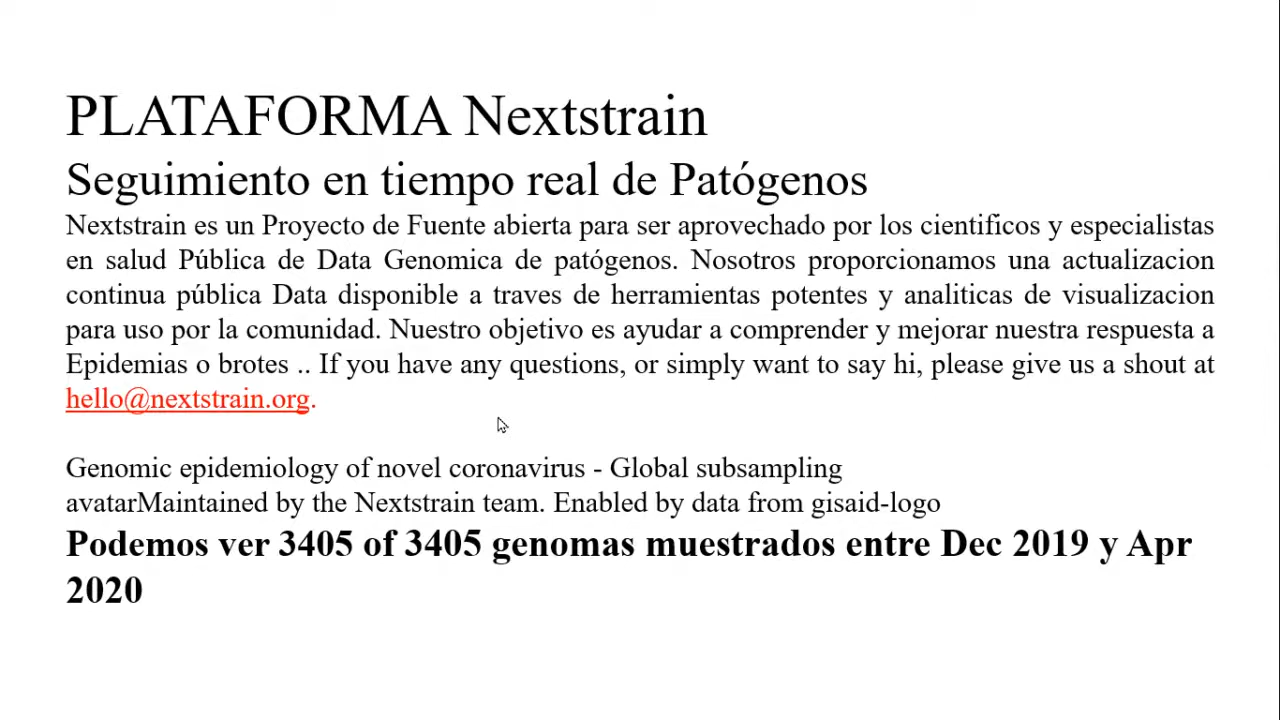 PLATAFORMA Nextstrain
Seguimiento en tiempo real de Patógenos
Nextstrain es un Proyecto de Fuente abierta para ser aprovechado por los cientificos y especialistas
en salud Pública de Data Genomica de patógenos. Nosotros proporcionamos una actualizacion
continua pública Data disponible a traves de herramientas potentes y analiticas de visualizacion
para uso por la comunidad. Nuestro objetivo es ayudar a comprender y mejorar nuestra respuesta a
Epidemias o brotes .. If you have any questions, or simply want to say hi, please give us a shout at
hello@nextstrain.org.
Genomic epidemiology of novel coronavirus - Global subsampling
avatarMaintained by the Nextstrain team. Enabled by data from gisaid-logo
Podemos ver 3405 of 3405 genomas muestrados entre Dec 2019 y Apr
2020